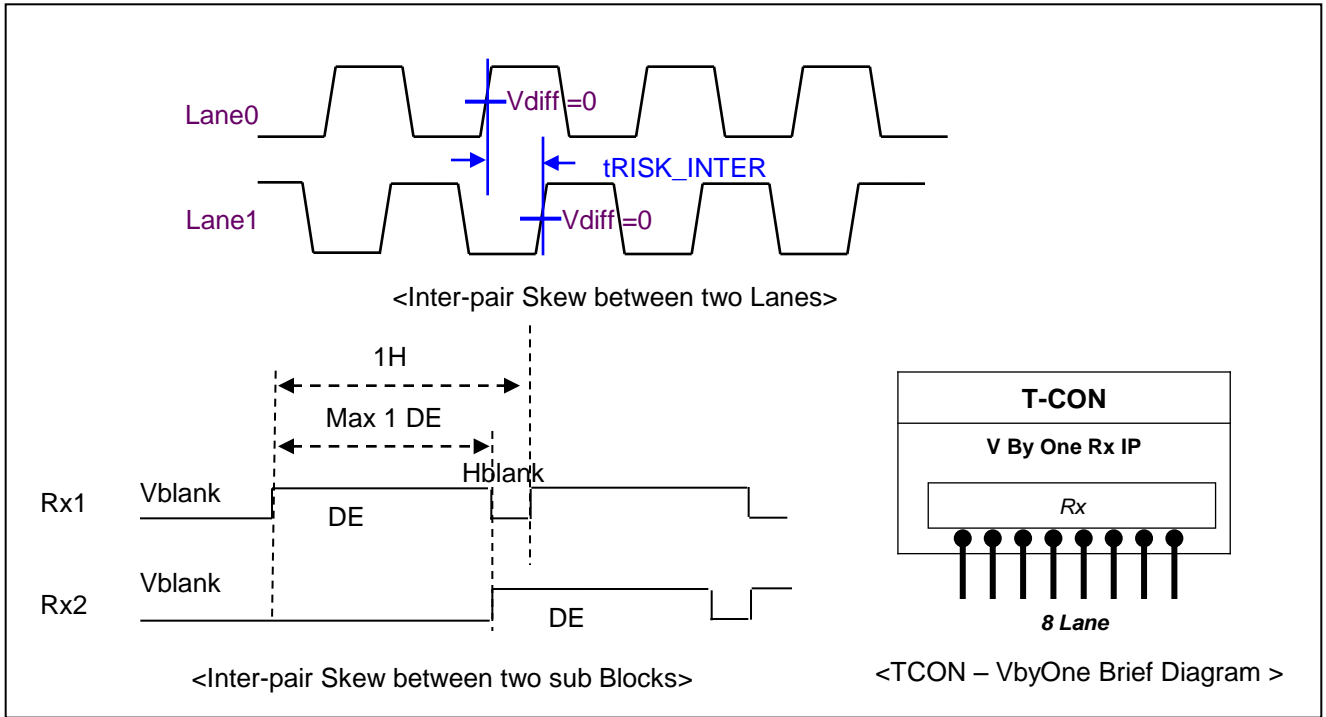 Lane0
Vdiff =0
tRISK_INTER
Lane1
Vdiff =0
<Inter-pair Skew between two Lanes>
1H
Max 1 DE
Hblank
Rx1
Vblank
DE
Rx2
Vblank
DE
<Inter-pair Skew between two sub Blocks>
T-CON
V By One Rx IP
Rx
8 Lane
<TCON – VbyOne Brief Diagram >